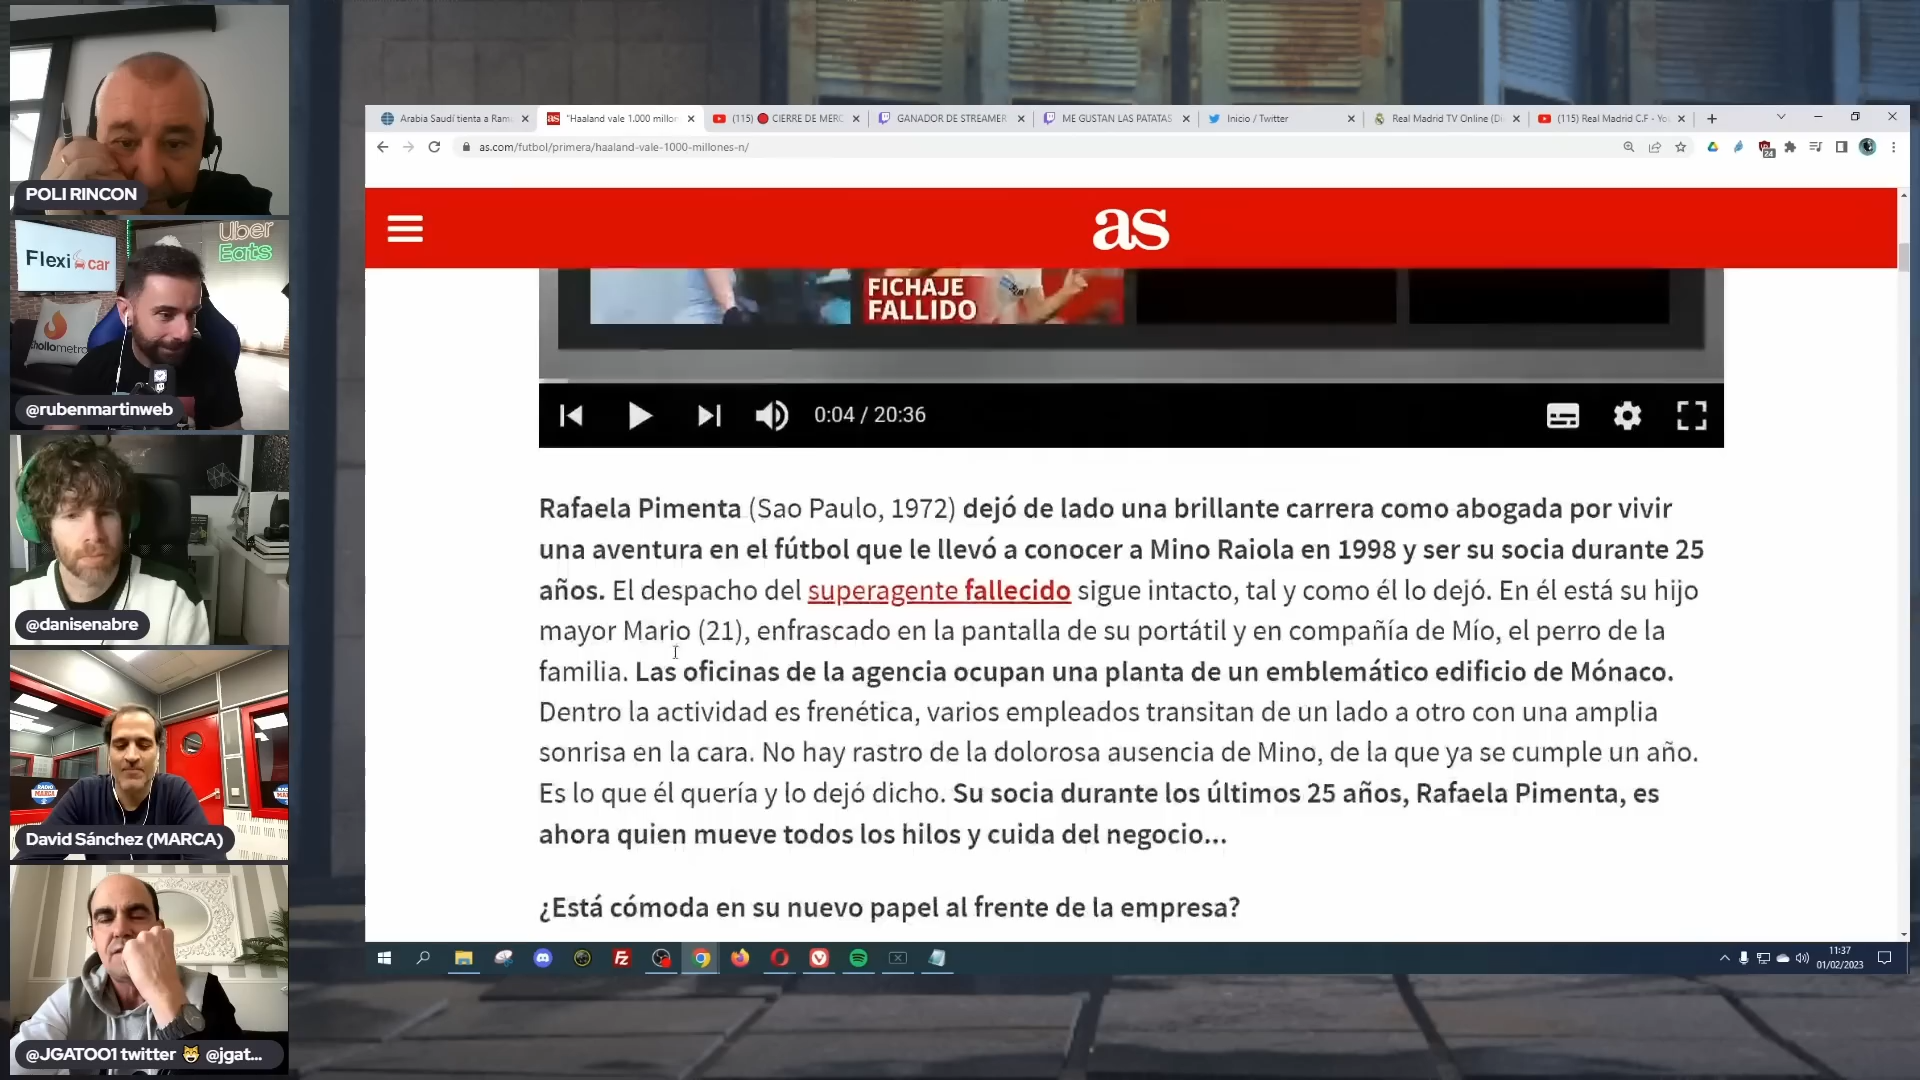 POLI RINCON
Flexicar
Uber
Eats
chollometro
@rubenmartinweb
@danisenabre
RADIO
MARCA
David Sánchez (MARCA)
@JGATOO1 twitter 😸 @jgat...
Arabia Saudí tienta a Ram
"Haaland vale 1.000 millon
(115) 🔴 CIERRE DE MERC
GANADOR DE STREAMER
ME GUSTAN LAS PATATAS
Inicio / Twitter
Real Madrid TV Online (Di
(115) Real Madrid C.F - Yo
as.com/futbol/primera/haaland-vale-1000-millones-n/
24
as
FICHAJE
FALLIDO
0:04 / 20:36
Rafaela Pimenta (Sao Paulo, 1972) dejó de lado una brillante carrera como abogada por vivir
una aventura en el fútbol que le llevó a conocer a Mino Raiola en 1998 y ser su socia durante 25
años. El despacho del superagente fallecido sigue intacto, tal y como él lo dejó. En él está su hijo
mayor Mario (21), enfrascado en la pantalla de su portátil y en compañía de Mío, el perro de la
familia. Las oficinas de la agencia ocupan una planta de un emblemático edificio de Mónaco.
Dentro la actividad es frenética, varios empleados transitan de un lado a otro con una amplia
sonrisa en la cara. No hay rastro de la dolorosa ausencia de Mino, de la que ya se cumple un año.
Es lo que él quería y lo dejó dicho. Su socia durante los últimos 25 años, Rafaela Pimenta, es
ahora quien mueve todos los hilos y cuida del negocio...
¿Está cómoda en su nuevo papel al frente de la empresa?
11:37
01/02/2023